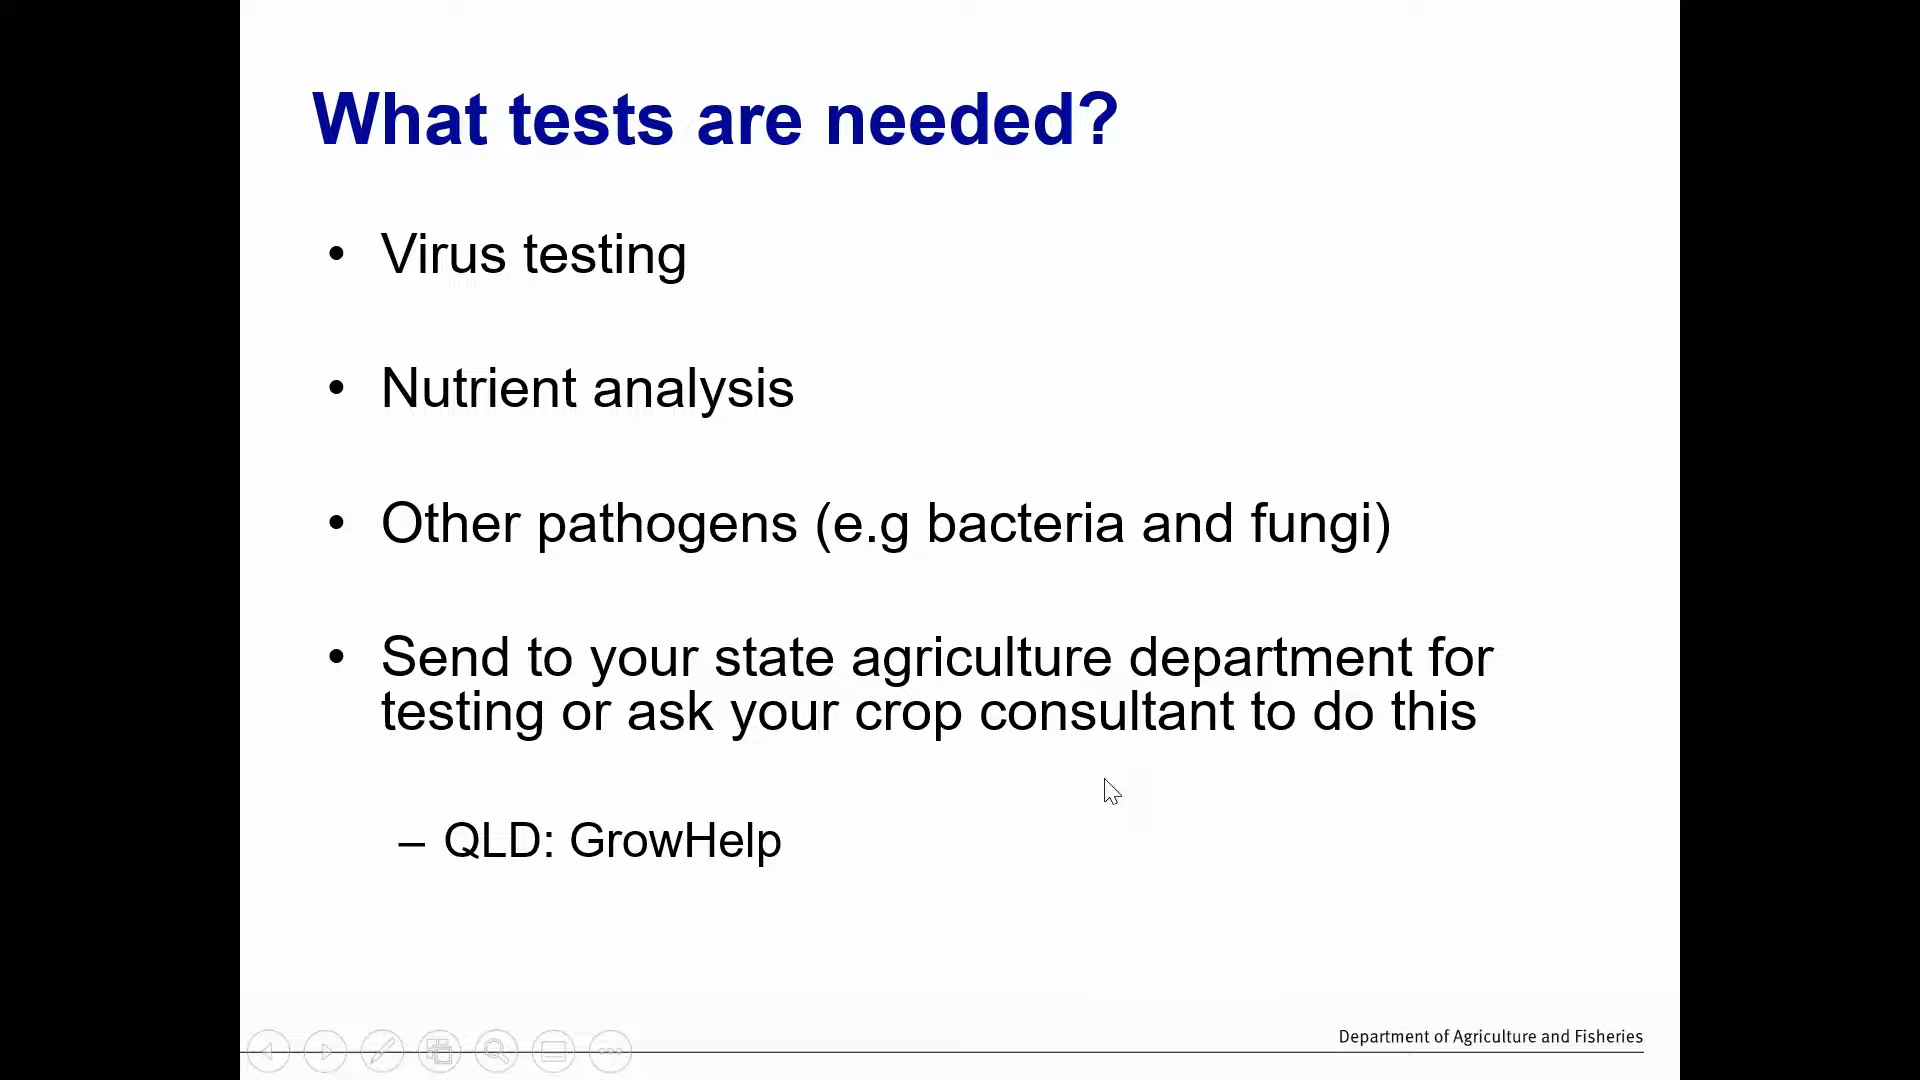 What tests are needed?
• Virus testing
• Nutrient analysis
• Other pathogens (e.g bacteria and fungi)
• Send to your state agriculture department for
testing or ask your crop consultant to do this
– QLD: GrowHelp
Department of Agriculture and Fisheries